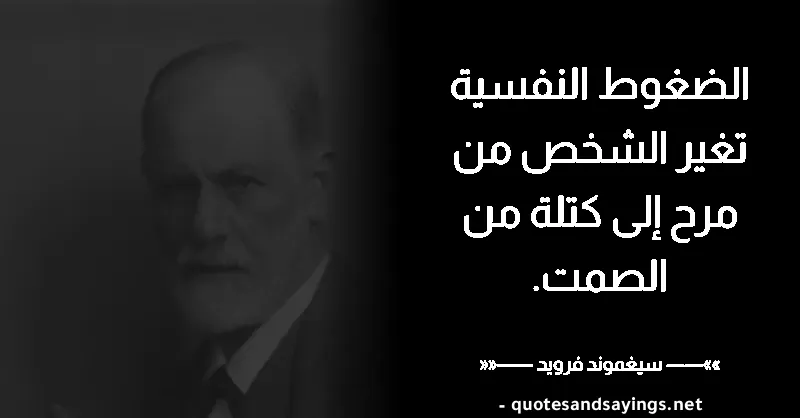 الضغوط النفسية
تغير الشخص من
مرح إلى كتلة من
الصمت.
»»—— سيغموند فرويد ——««
- quotesandsayings.net